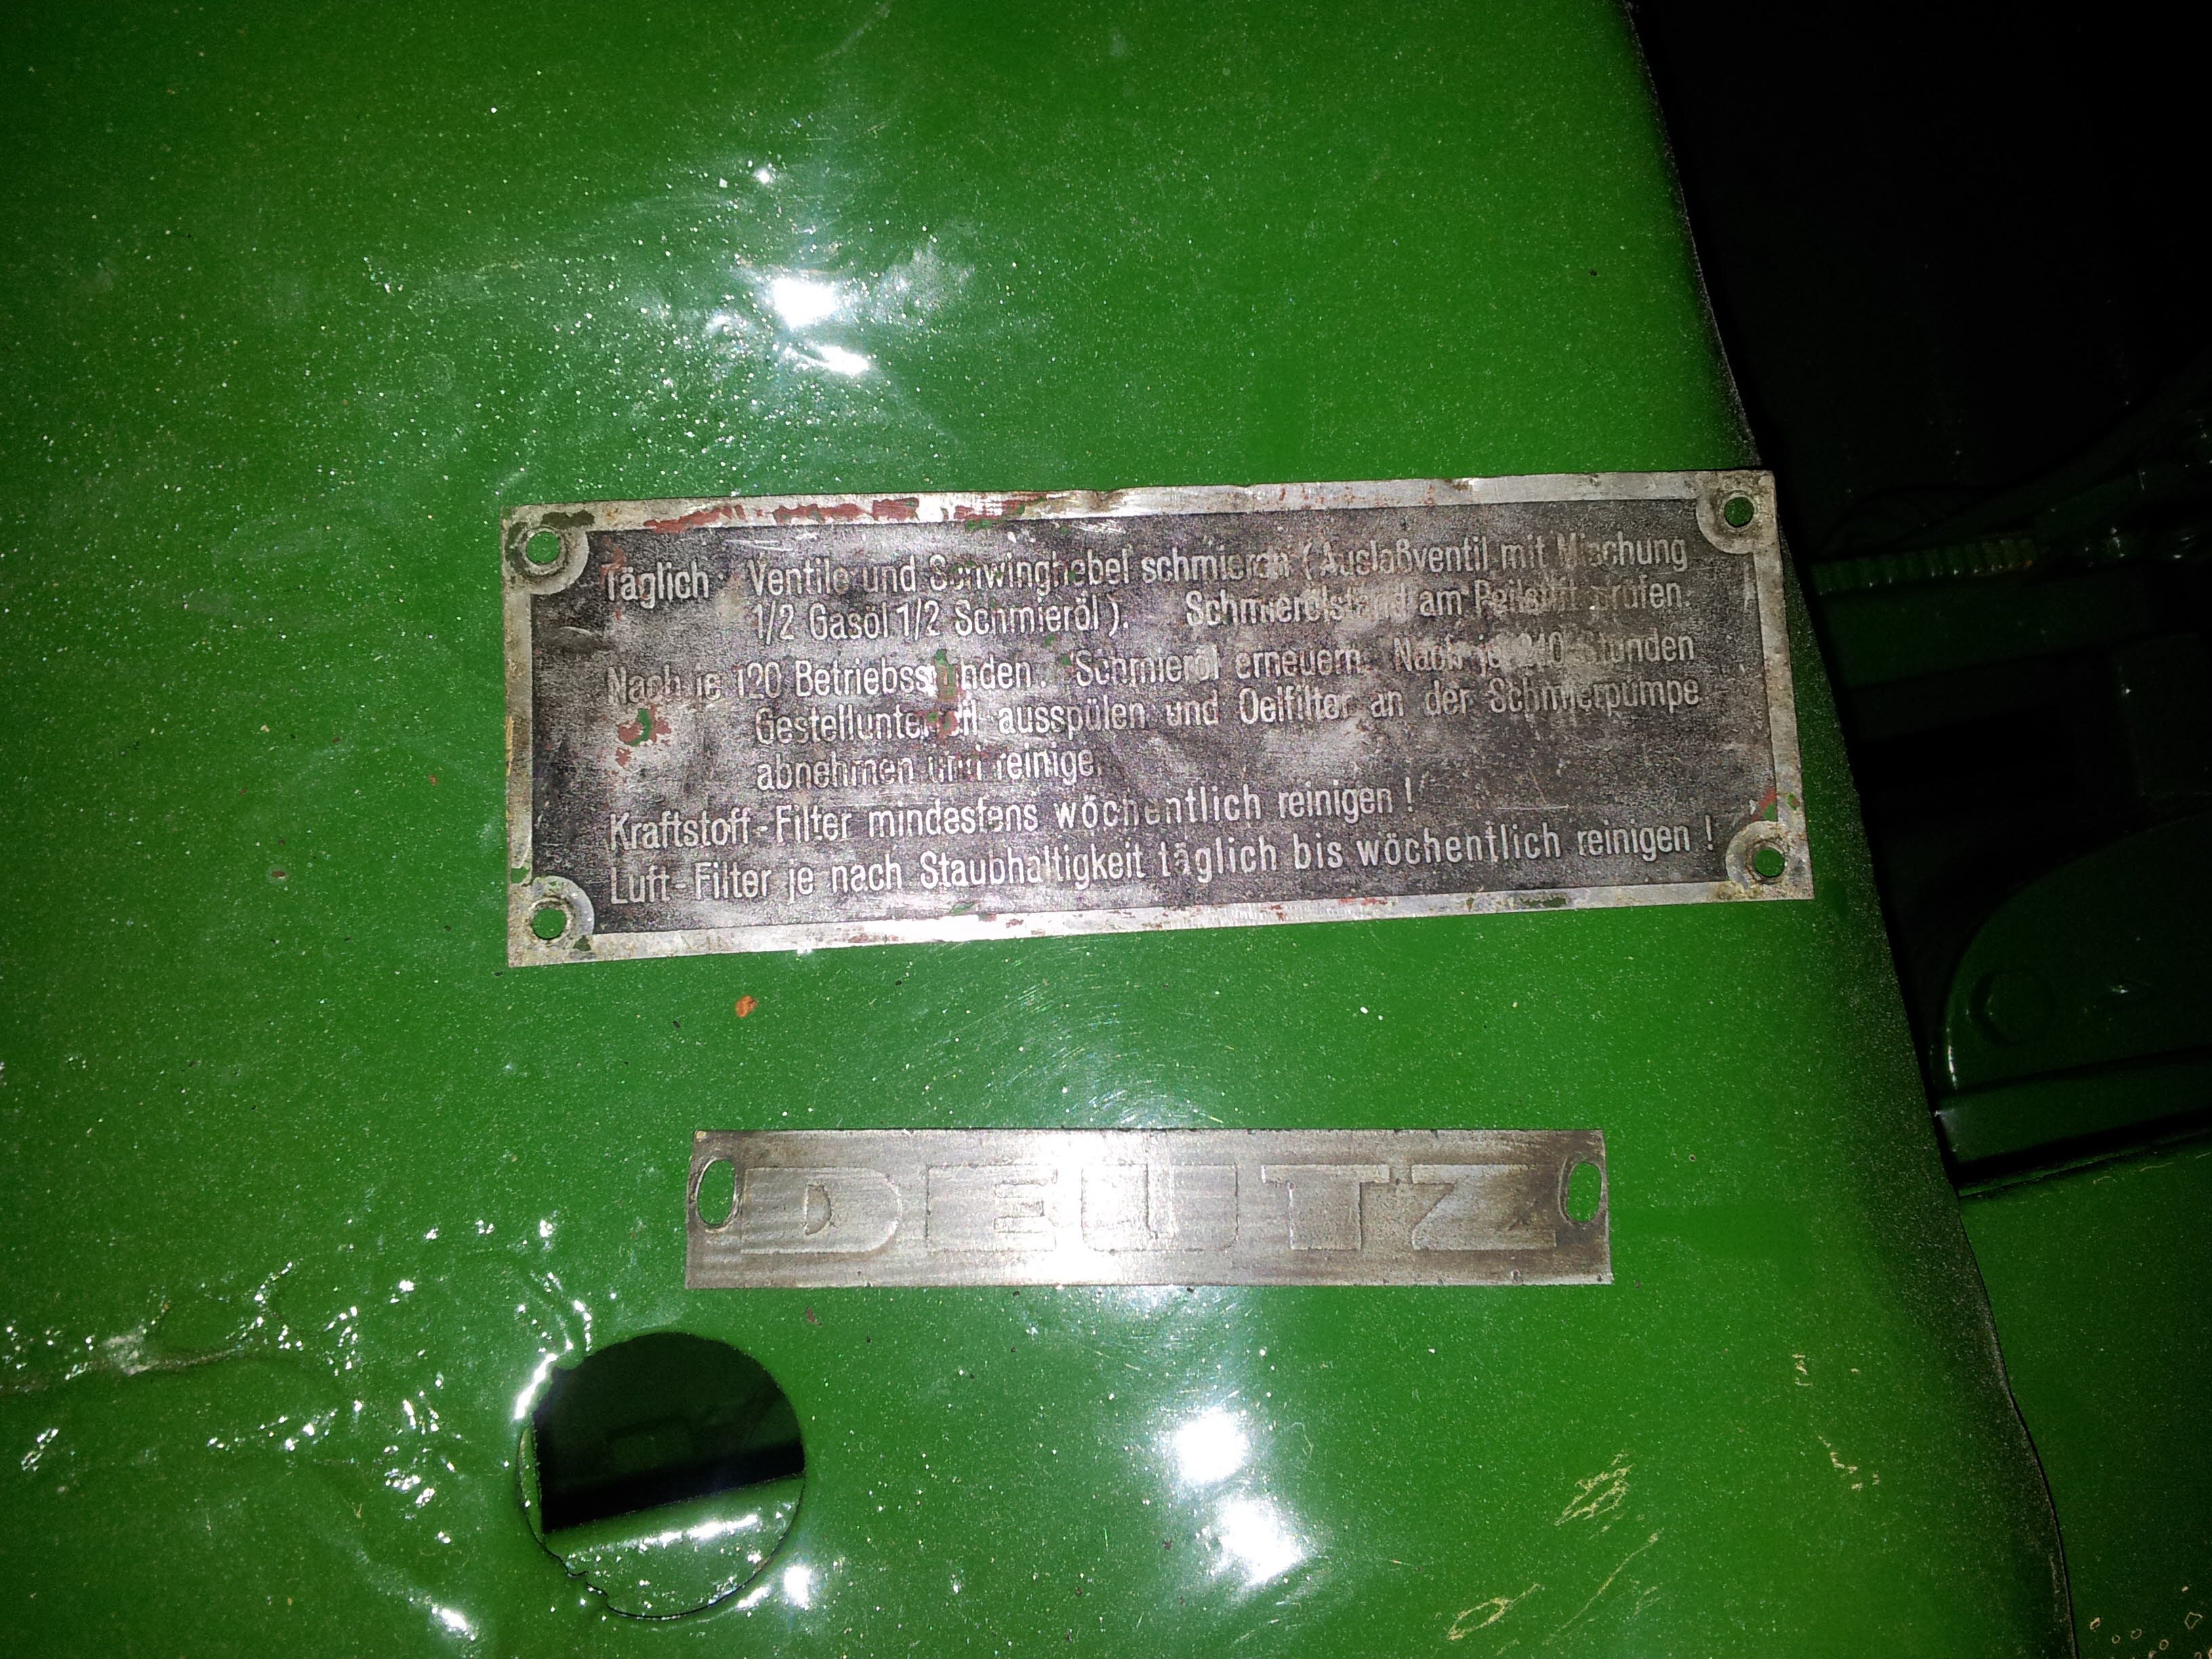 Täglich: Ventile und Schwinghebel schmieren (Auslaßventil mit Mischung
1/2 Gasöl 1/2 Schmieröl). Schmierölstand am Peilstift prüfen.
Nach je 120 Betriebsstunden: Schmieröl erneuern. Nach je 240 Stunden
Gestellunterteil ausspülen und Oelfilter an der Schmierpumpe
abnehmen und reinige.
Kraftstoff-Filter mindestens wöchentlich reinigen!
Luft-Filter je nach Staubhaltigkeit täglich bis wöchentlich reinigen!
DEUTZ